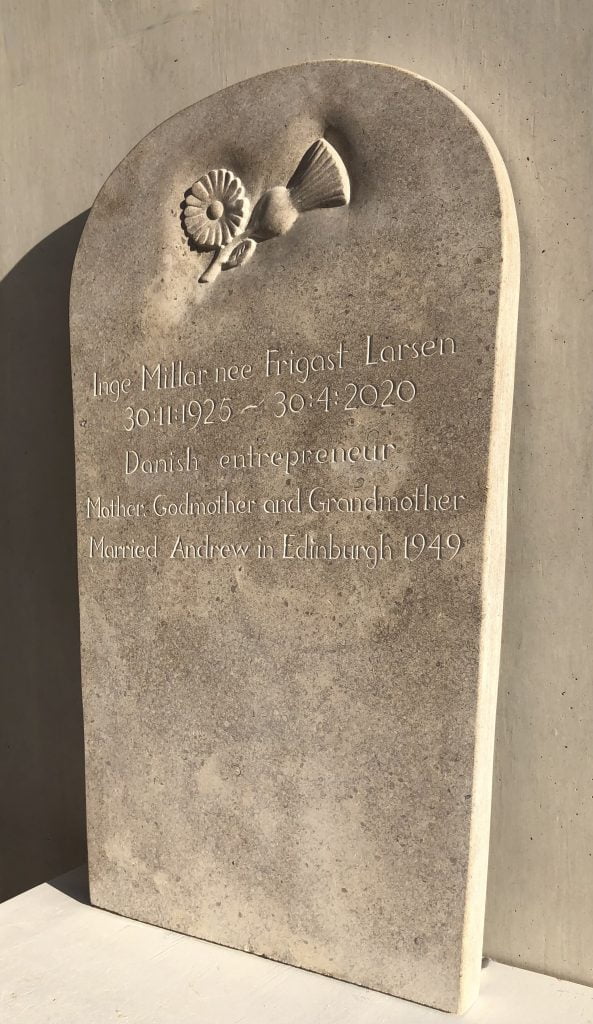 Inge Millar nee Frigast Larsen
30:11:1925 ~ 30:4:2020
Danish entrepreneur
Mother: Godmother and Grandmother
Married Andrew in Edinburgh 1949